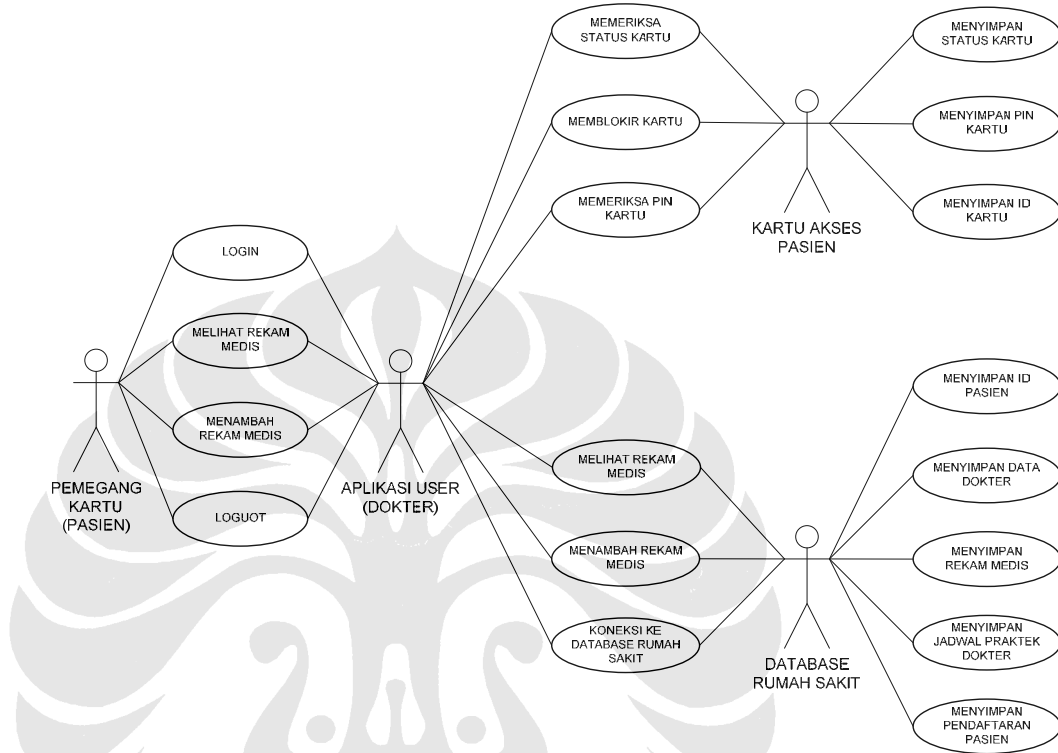 MEMERIKSA
STATUS KARTU
MEMBLOKIR KARTU
MEMERIKSA PIN
KARTU
MENYIMPAN
STATUS KARTU
MENYIMPAN PIN
KARTU
MENYIMPAN ID
KARTU
KARTU AKSES
PASIEN
LOGIN
MELIHAT REKAM
MEDIS
MENAMBAH
REKAM MEDIS
LOGUOT
PEMEGANG
KARTU
(PASIEN)
APLIKASI USER
(DOKTER)
MELIHAT REKAM
MEDIS
MENAMBAH REKAM
MEDIS
KONEKSI KE
DATABASE RUMAH
SAKIT
DATABASE
RUMAH SAKIT
MENYIMPAN ID
PASIEN
MENYIMPAN DATA
DOKTER
MENYIMPAN
REKAM MEDIS
MENYIMPAN
JADWAL PRAKTEK
DOKTER
MENYIMPAN
PENDAFTARAN
PASIEN